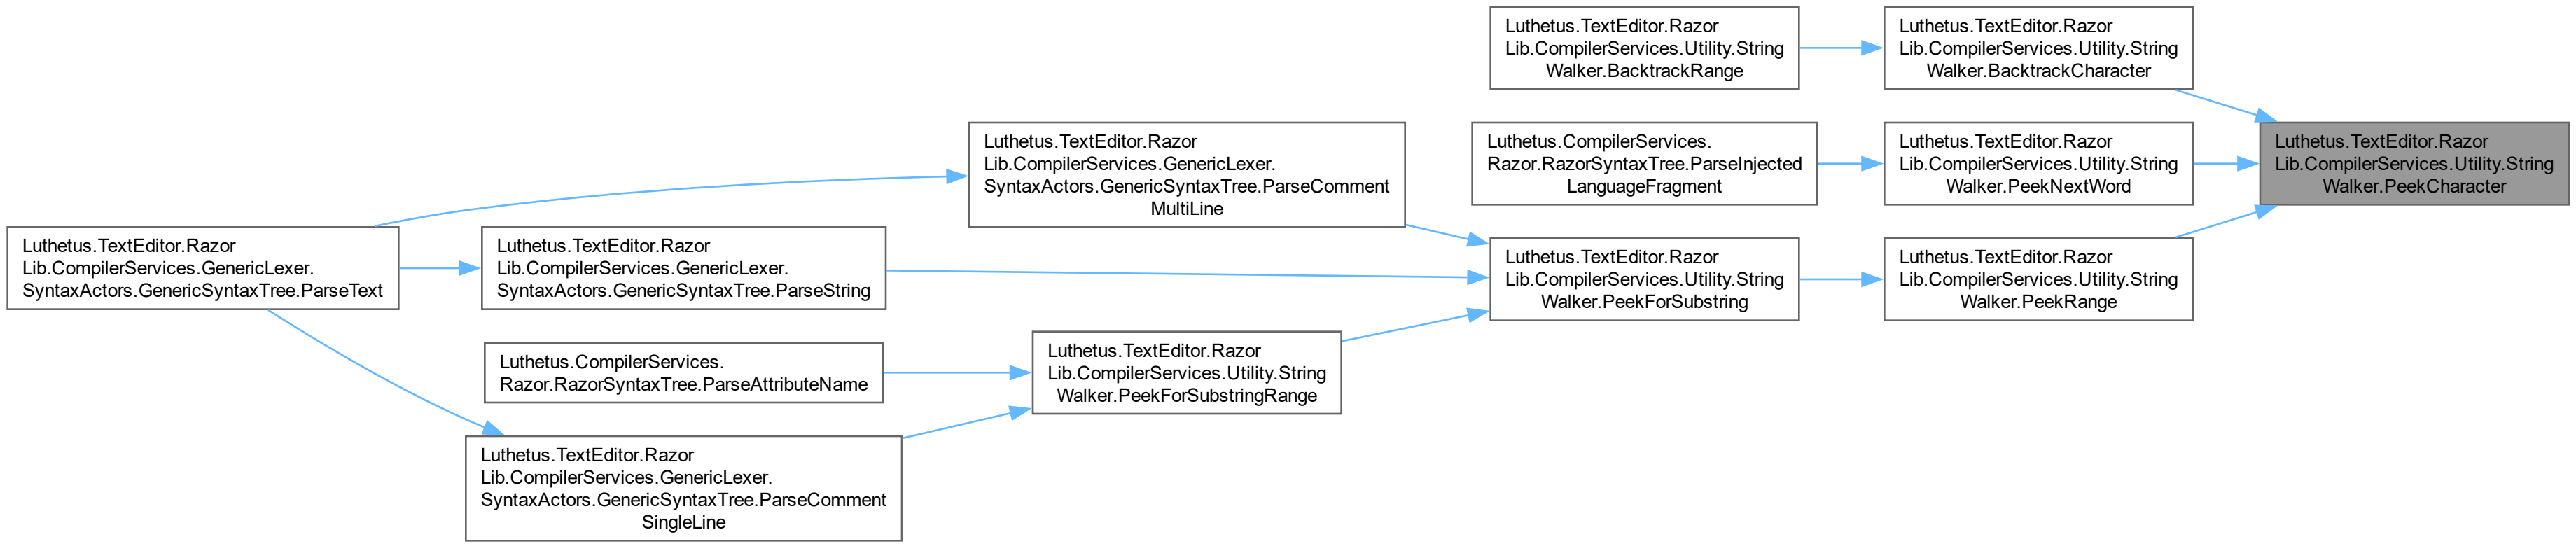 Luthetus.TextEditor.Razor
Lib.CompilerServices.Utility.String
Walker.BacktrackRange
Luthetus.TextEditor.Razor
Lib.CompilerServices.Utility.String
Walker.BacktrackCharacter
Luthetus.TextEditor.Razor
Lib.CompilerServices.GenericLexer.
SyntaxActors.GenericSyntaxTree.ParseComment
MultiLine
Luthetus.CompilerServices.
Razor.RazorSyntaxTree.ParseInjected
LanguageFragment
Luthetus.TextEditor.Razor
Lib.CompilerServices.Utility.String
Walker.PeekNextWord
Luthetus.TextEditor.Razor
Lib.CompilerServices.Utility.String
Walker.PeekCharacter
Luthetus.TextEditor.Razor
Lib.CompilerServices.GenericLexer.
SyntaxActors.GenericSyntaxTree.ParseText
Luthetus.TextEditor.Razor
Lib.CompilerServices.GenericLexer.
SyntaxActors.GenericSyntaxTree.ParseString
Luthetus.TextEditor.Razor
Lib.CompilerServices.Utility.String
Walker.PeekForSubstring
Luthetus.TextEditor.Razor
Lib.CompilerServices.Utility.String
Walker.PeekRange
Luthetus.CompilerServices.
Razor.RazorSyntaxTree.ParseAttributeName
Luthetus.TextEditor.Razor
Lib.CompilerServices.Utility.String
Walker.PeekForSubstringRange
Luthetus.TextEditor.Razor
Lib.CompilerServices.GenericLexer.
SyntaxActors.GenericSyntaxTree.ParseComment
SingleLine